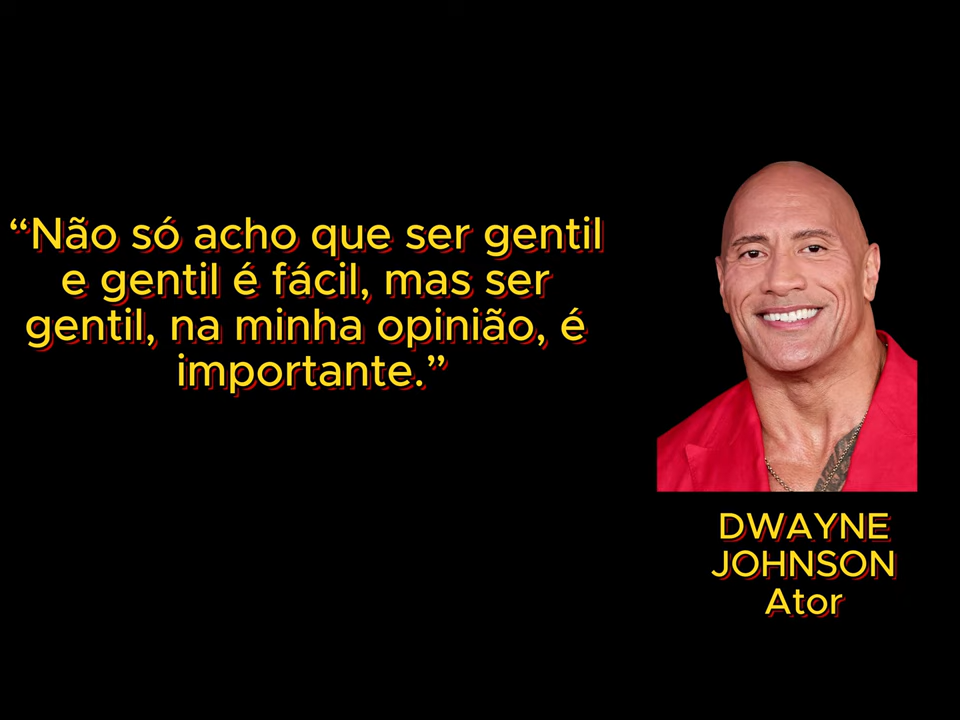 “Não só acho que ser gentil
e gentil é fácil, mas ser
gentil, na minha opinião, é
importante.”
DWAYNE
JOHNSON
Ator